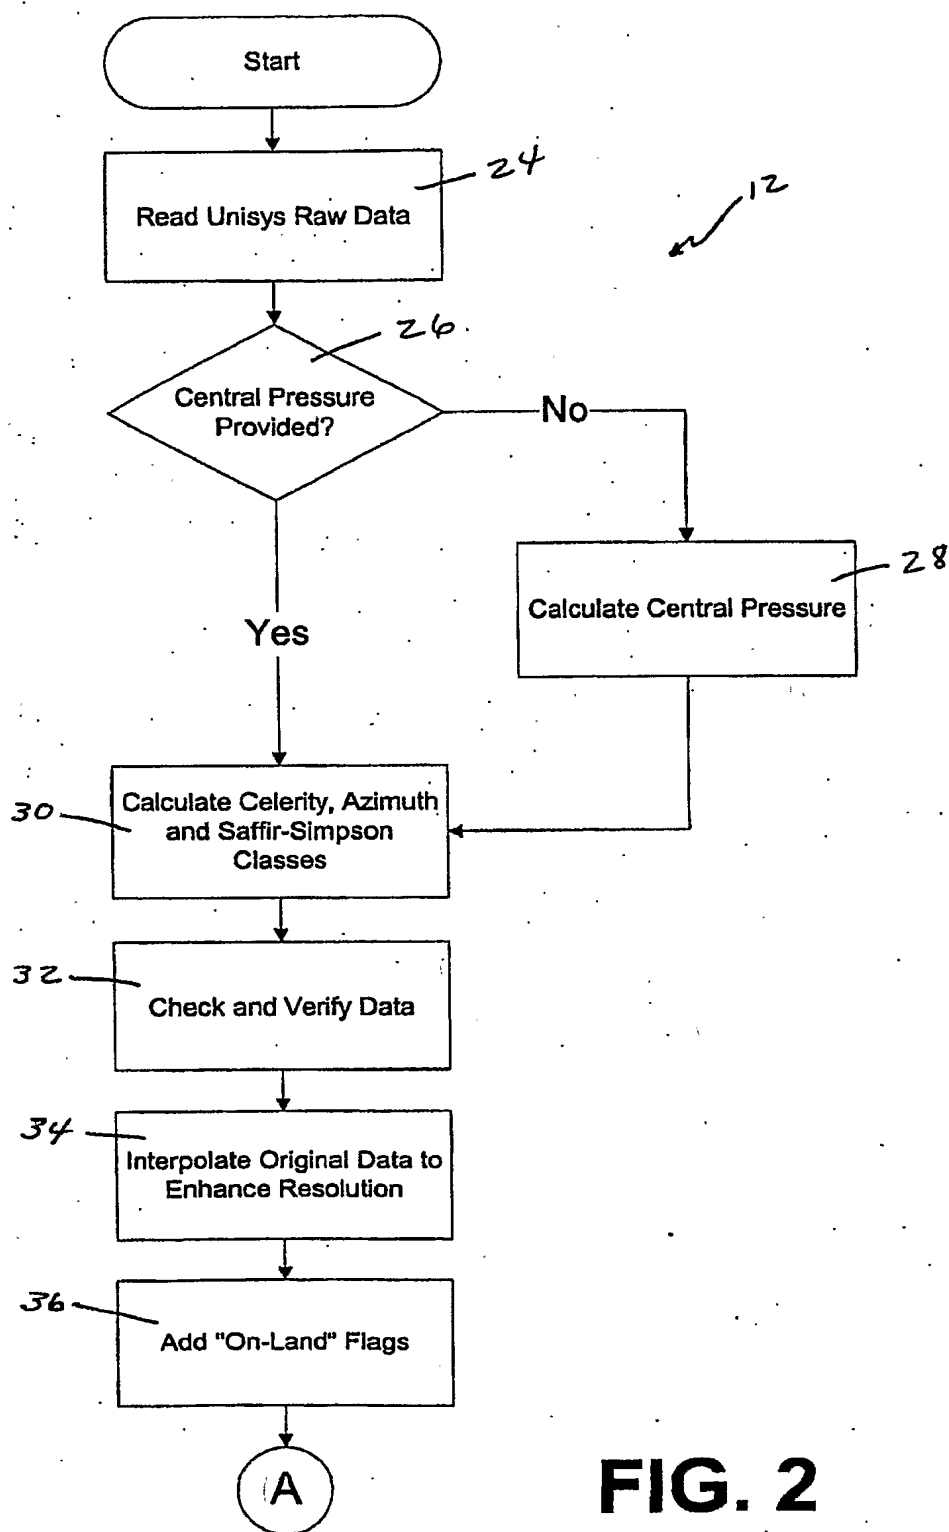 Start
24
Read Unisys Raw Data
12
26
Central Pressure
Provided?
No
28
Calculate Central Pressure
Yes
30
Calculate Celerity, Azimuth
and Saffir-Simpson
Classes
32
Check and Verify Data
34
Interpolate Original Data to
Enhance Resolution
36
Add "On-Land" Flags
A
FIG. 2